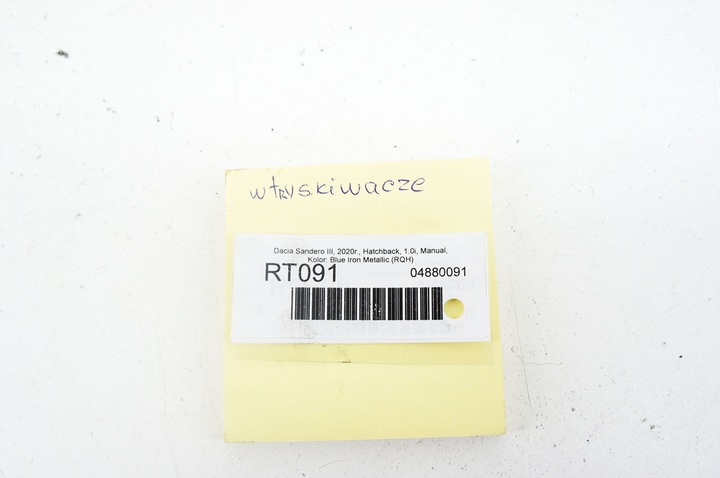 wtryskiwacze
Dacia Sandero III, 2020r., Hatchback, 1.0i, Manual,
Kolor: Blue Iron Metallic (RQH)
RT091 04880091